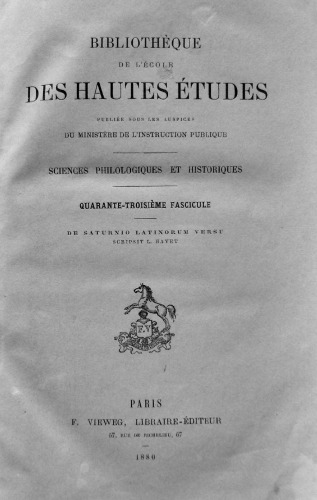 BIBLIOTHÈQUE
DE L'ÉCOLE
DES HAUTES ÉTUDES
PUBLIÉE SOUS LES AUSPICES
DU MINISTÈRE DE L'INSTRUCTION PUBLIQUE
SCIENCES PHILOLOGIQUES ET HISTORIQUES
QUARANTE-TROISIÈME FASCICULE
DE SATURNIO LATINORUM VERSU
SCRIPSIT L. HAVET
F.V
PARIS
F. VIEWEG, LIBRAIRE-ÉDITEUR
67, RUE DE RICHELIEU, 67
1880